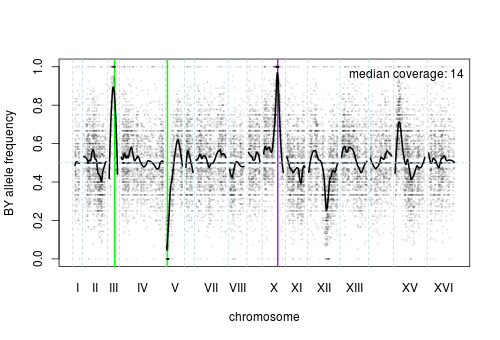 median coverage: 14
BY allele frequency
1.0
0.8
0.6
0.4
0.2
0.0
I II III IV V VII VIII X XI XII XIII XV XVI
chromosome